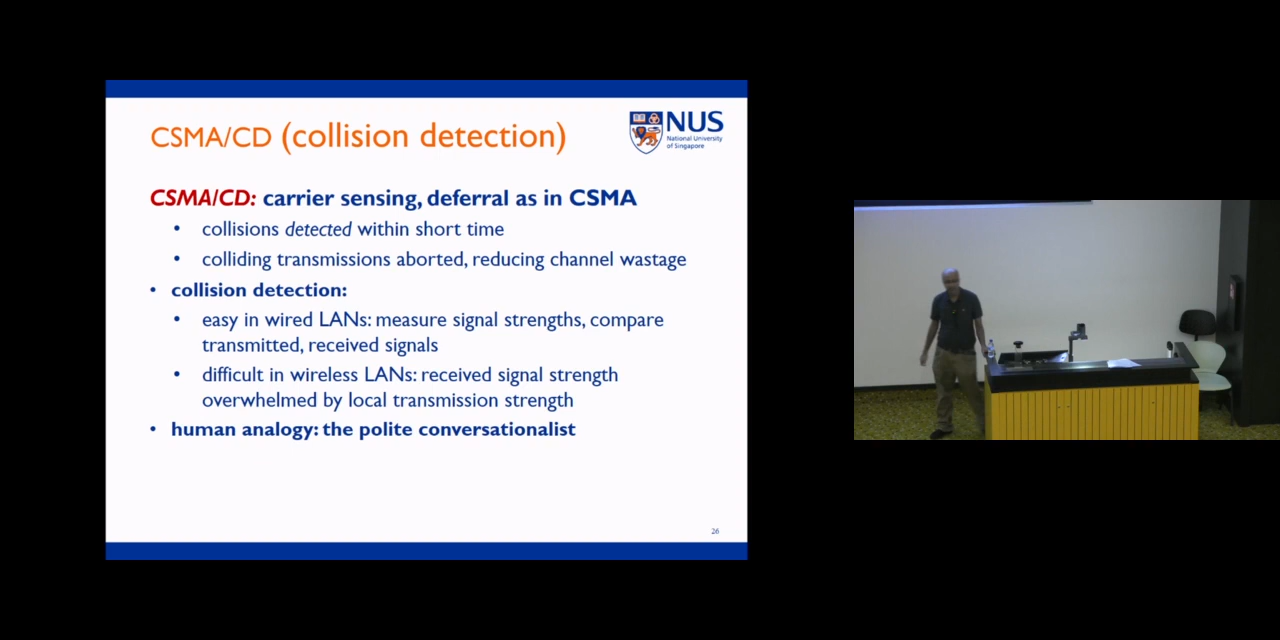 CSMA/CD (collision detection)
NUS
National University
of Singapore
CSMA/CD: carrier sensing, deferral as in CSMA
• collisions detected within short time
• colliding transmissions aborted, reducing channel wastage
• collision detection:
• easy in wired LANs: measure signal strengths, compare
transmitted, received signals
• difficult in wireless LANs: received signal strength
overwhelmed by local transmission strength
• human analogy: the polite conversationalist
26